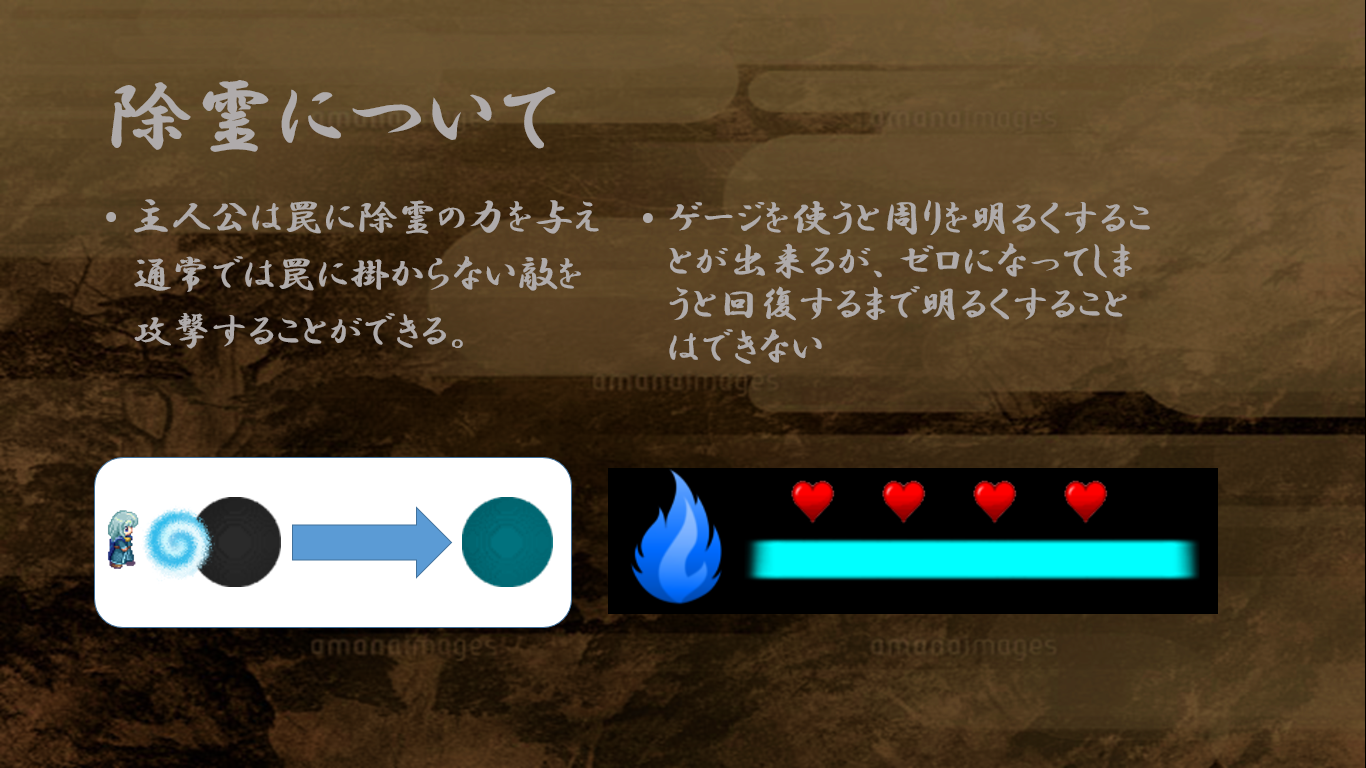 除霊について
• 主人公は罠に除霊の力を与え
通常では罠に掛からない敵を
攻撃することができる。
• ゲージを使うと周りを明るくするこ
とが出来るが、ゼロになってしま
うと回復するまで明るくすること
はできない
amanaimages
amanaimages
amanaimages
amanaimages
amanaimages